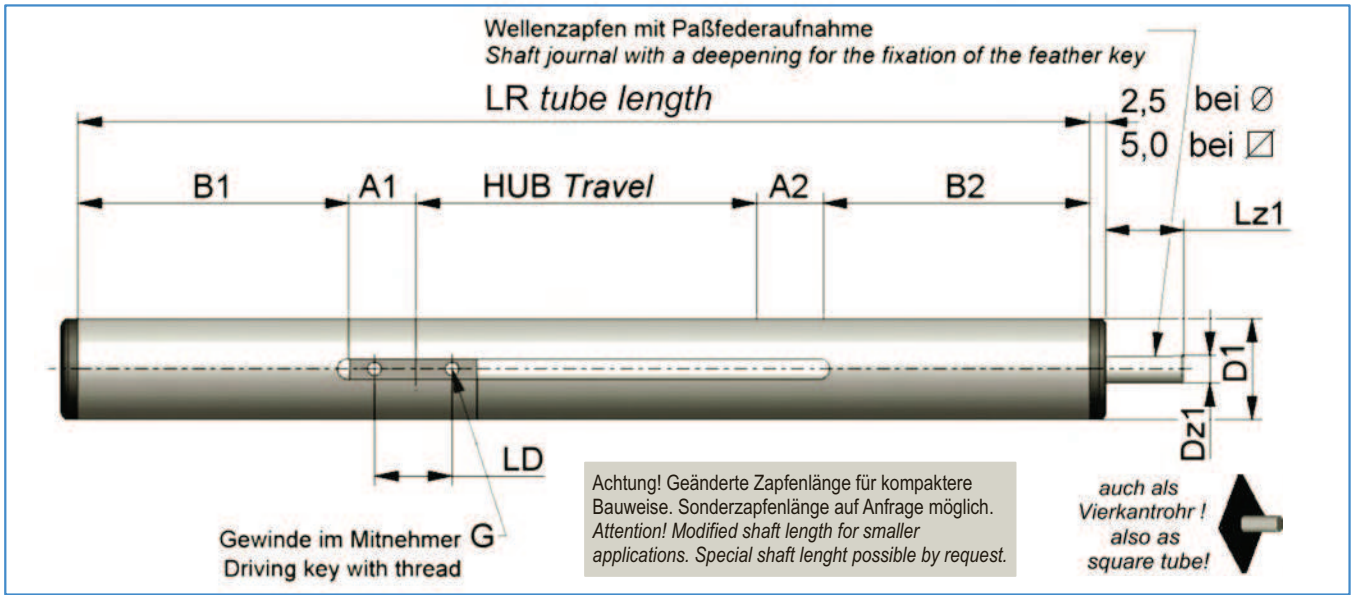 Wellenzapfen mit Paßfederaufnahme
Shaft journal with a deepening for the fixation of the feather key
LR tube length
2,5 bei ∅
5,0 bei ⍁
B1
A1
HUB Travel
A2
B2
Lz1
D1
Dz1
LD
Gewinde im Mitnehmer G
Driving key with thread
Achtung! Geänderte Zapfenlänge für kompaktere
Bauweise. Sonderzapfenlänge auf Anfrage möglich.
Attention! Modified shaft length for smaller
applications. Special shaft lenght possible by request.
auch als
Vierkantrohr !
also as
square tube!